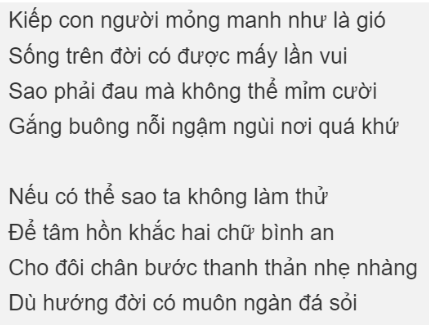 Kiếp con người mỏng manh như là gió
Sống trên đời có được mấy lần vui
Sao phải đau mà không thể mỉm cười
Gắng buông nỗi ngậm ngùi nơi quá khứ
Nếu có thể sao ta không làm thử
Để tâm hồn khắc hai chữ bình an
Cho đôi chân bước thanh thản nhẹ nhàng
Dù hướng đời có muôn ngàn đá sỏi